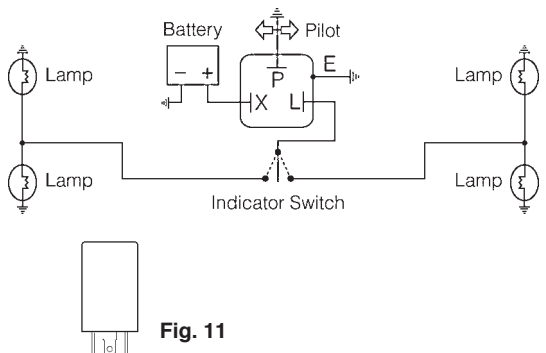 Battery
Pilot
Lamp
- +
P
E
Lamp
X
L
Lamp
Lamp
Indicator Switch
Fig. 11